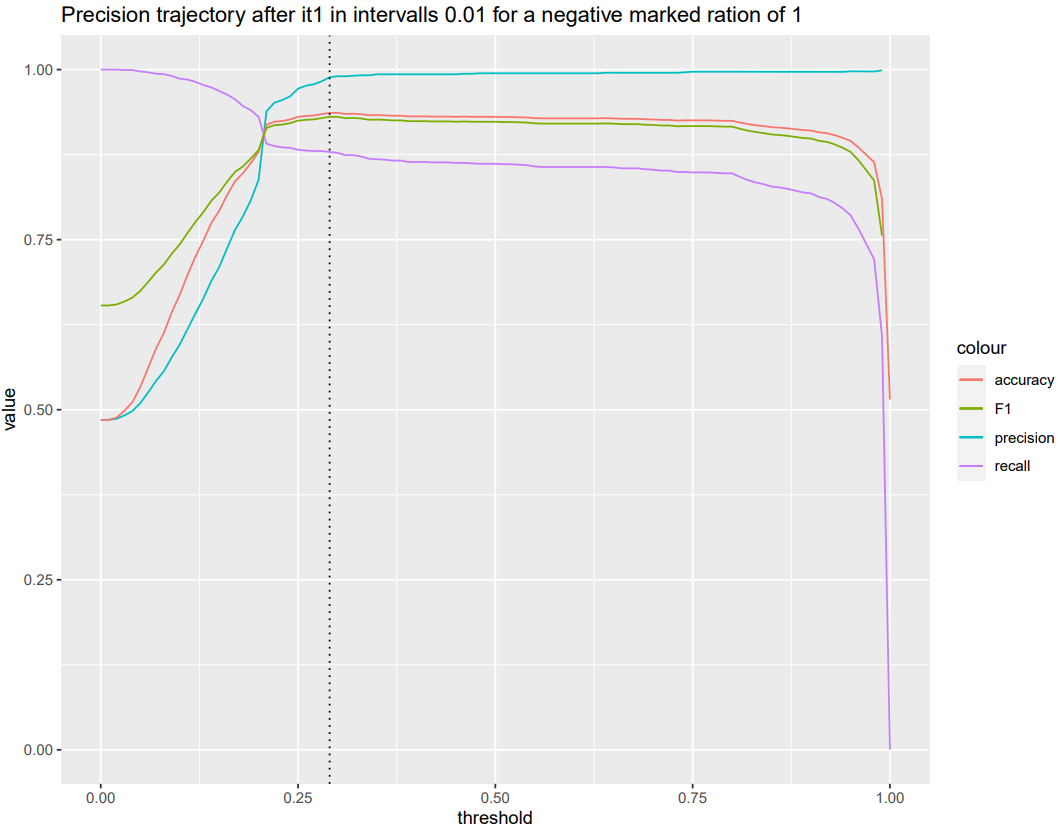 Precision trajectory after it1 in intervalls 0.01 for a negative marked ration of 1
1.00
0.75
0.50
0.25
0.00
value
0.00 0.25 0.50 0.75 1.00
threshold
colour
accuracy
F1
precision
recall